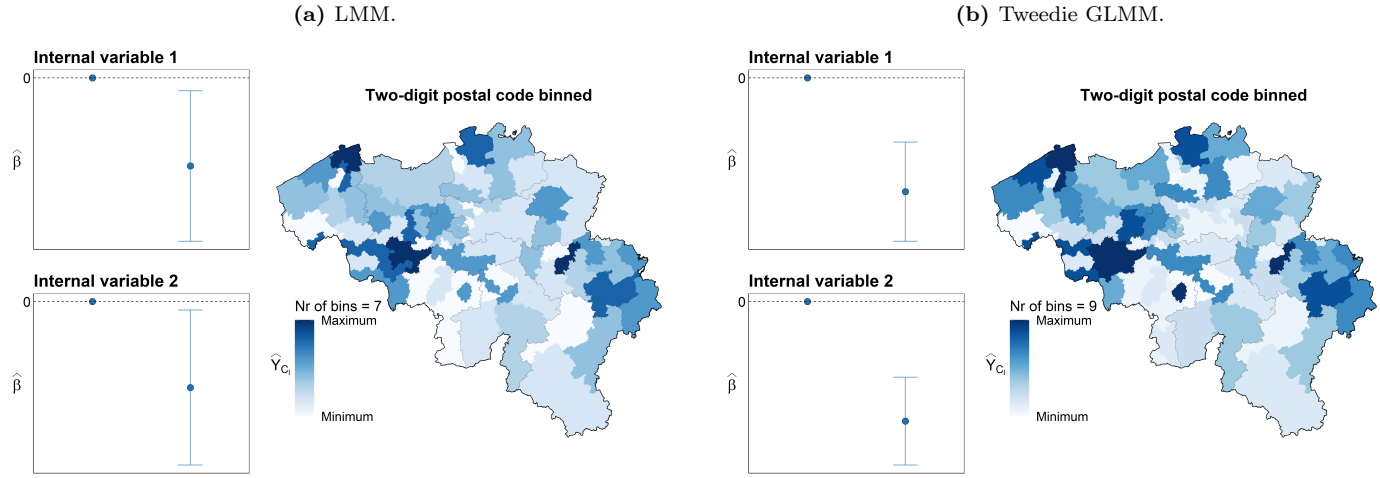 (a) LMM.
Internal variable 1
0
β̂
Internal variable 2
0
β̂
Two-digit postal code binned
Nr of bins = 7
Maximum
Ŷ_{C_l}
Minimum
(b) Tweedie GLMM.
Internal variable 1
0
β̂
Internal variable 2
0
β̂
Two-digit postal code binned
Nr of bins = 9
Maximum
Ŷ_{C_l}
Minimum